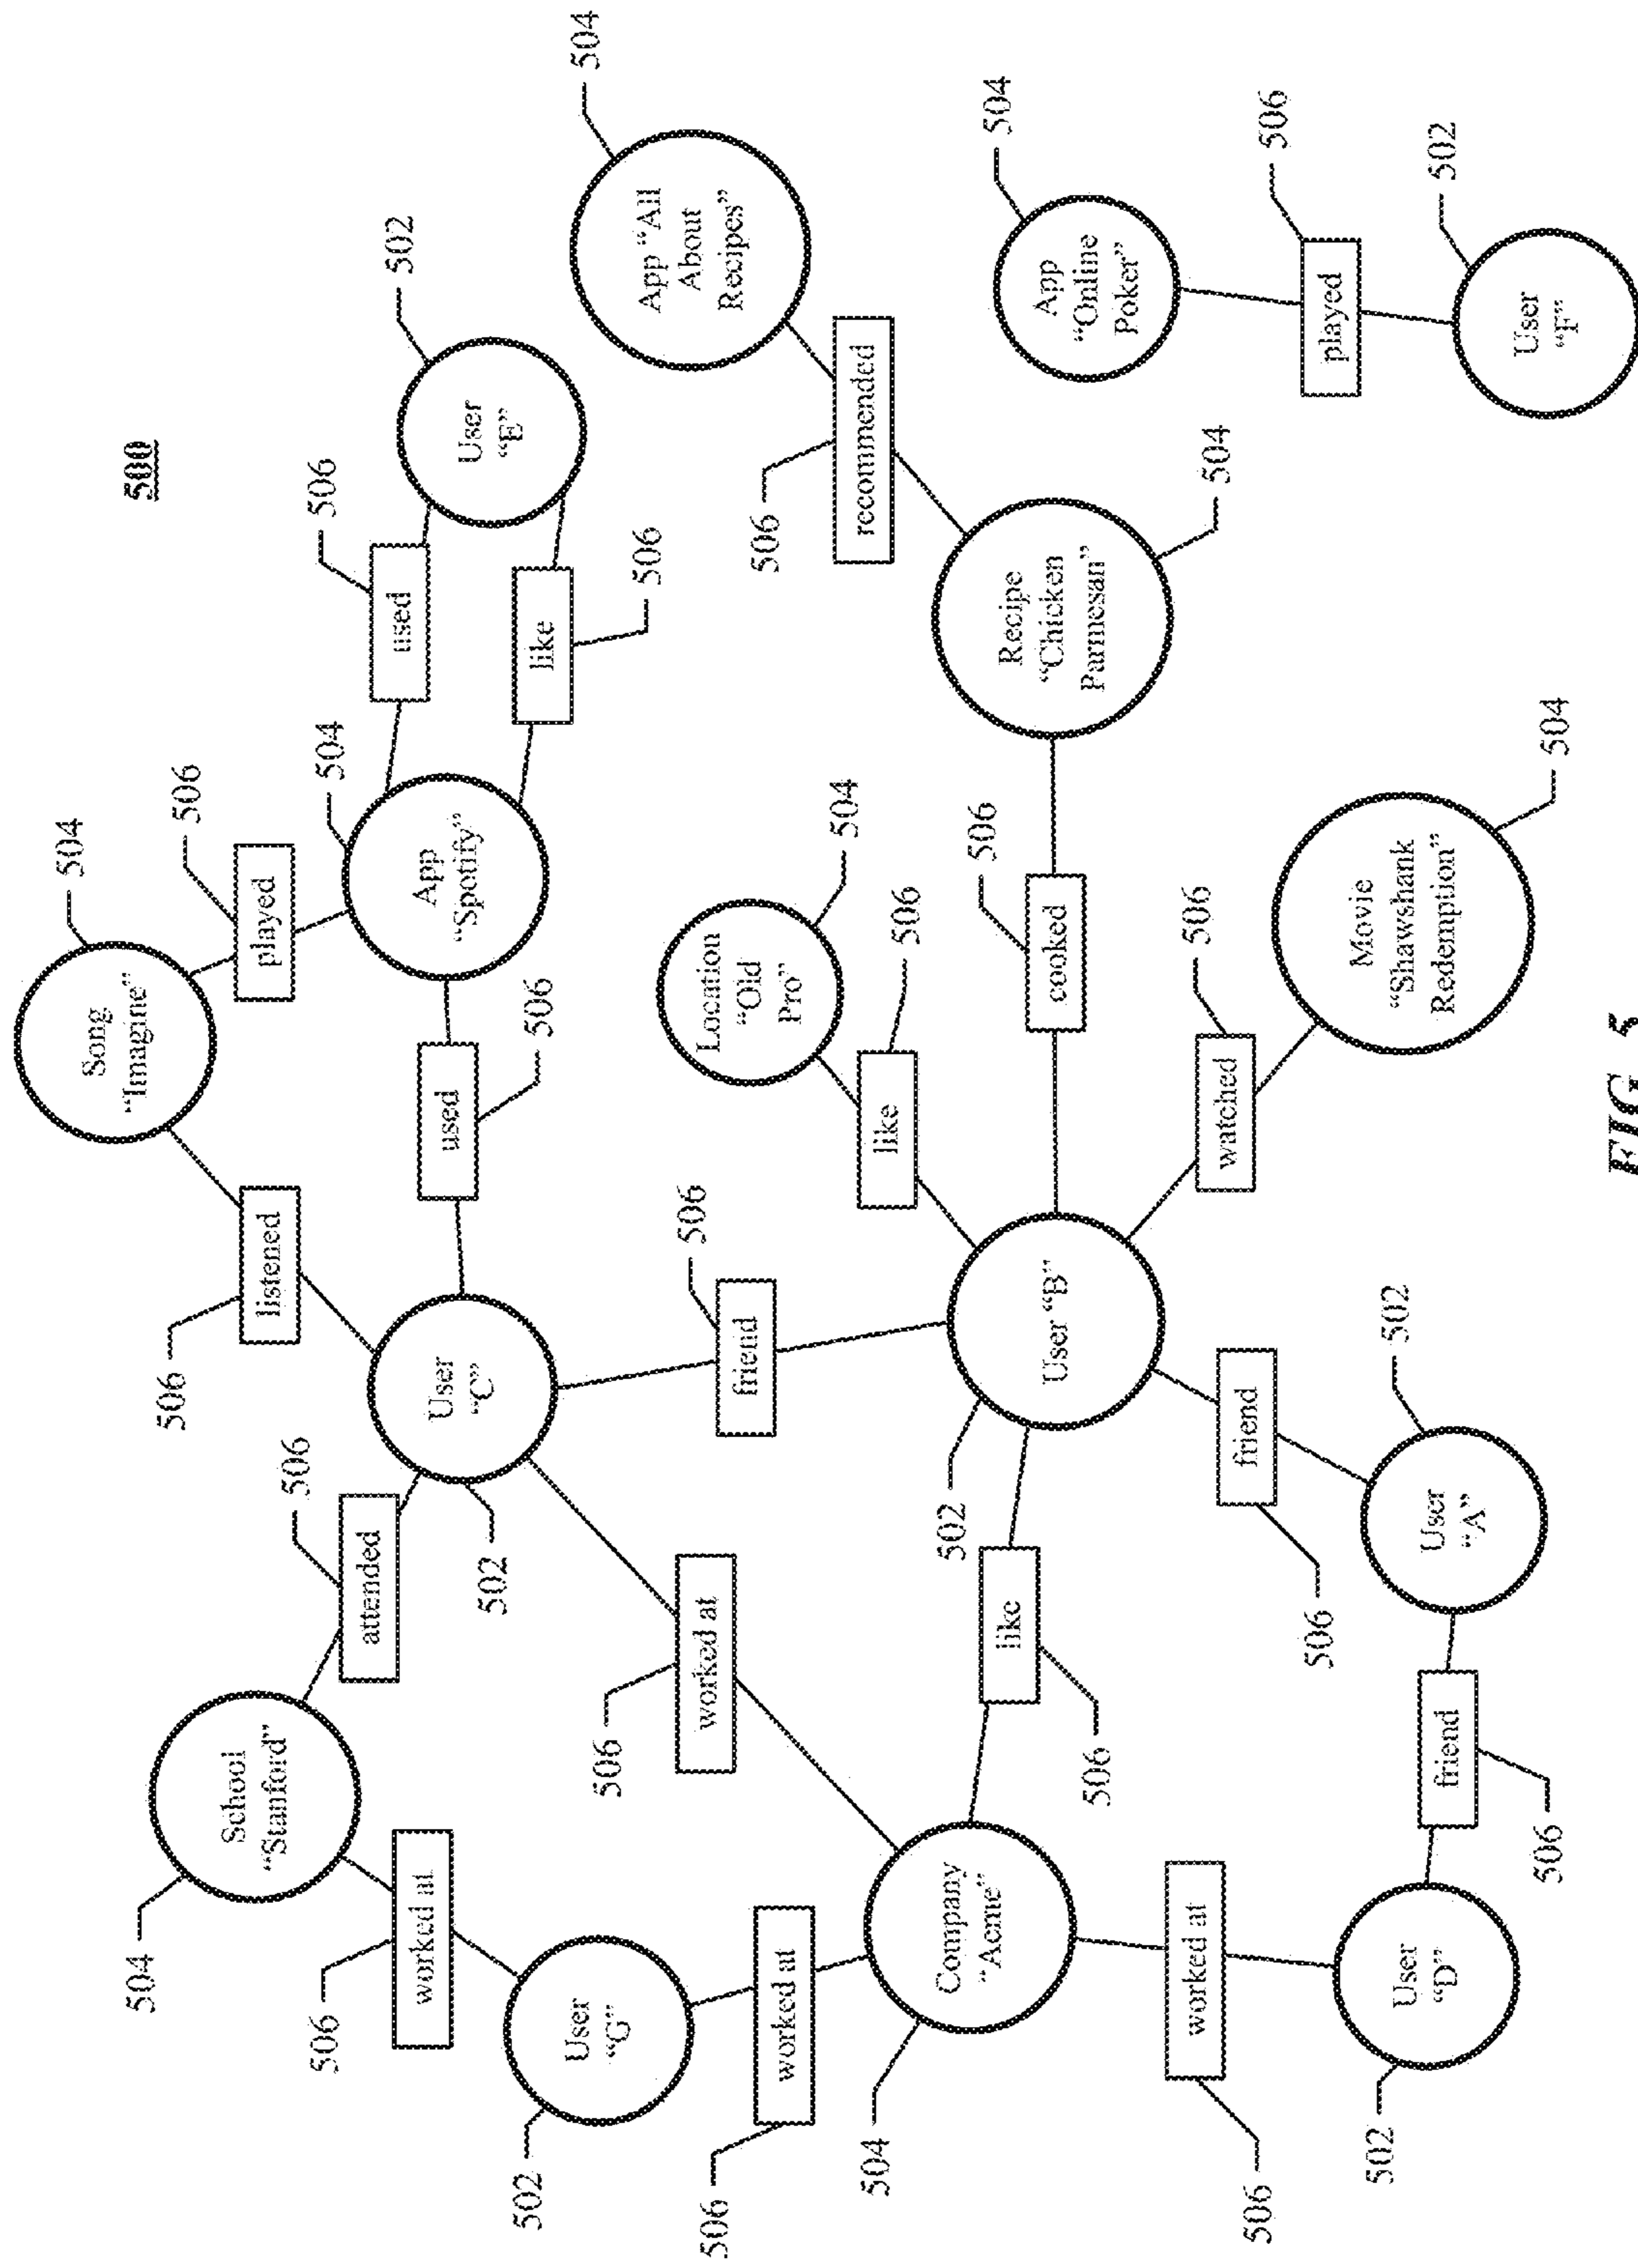 Song
"Imagine"
504
504
500
506
506
School
"Stanford"
listened
played
506
506
506
504
attended
502
used
worked at
App
"Spotify"
User
"C"
used
User
"E"
502
502
506
like
User
"G"
504
506
506
App "All
About
Recipes"
506
worked at
506
Location
"Old
Pro"
friend
506
worked at
504
recommended
504
like
506
502
Company
"Acme"
506
504
like
Recipe
"Chicken
Parmesan"
App
"Online
Poker"
User "B"
cooked
506
worked at
506
watched
504
friend
506
506
506
played
502
502
Movie
"Shawshank
Redemption"
User
"D"
User
"A"
502
friend
User
"F"
506
504
FIG. 5